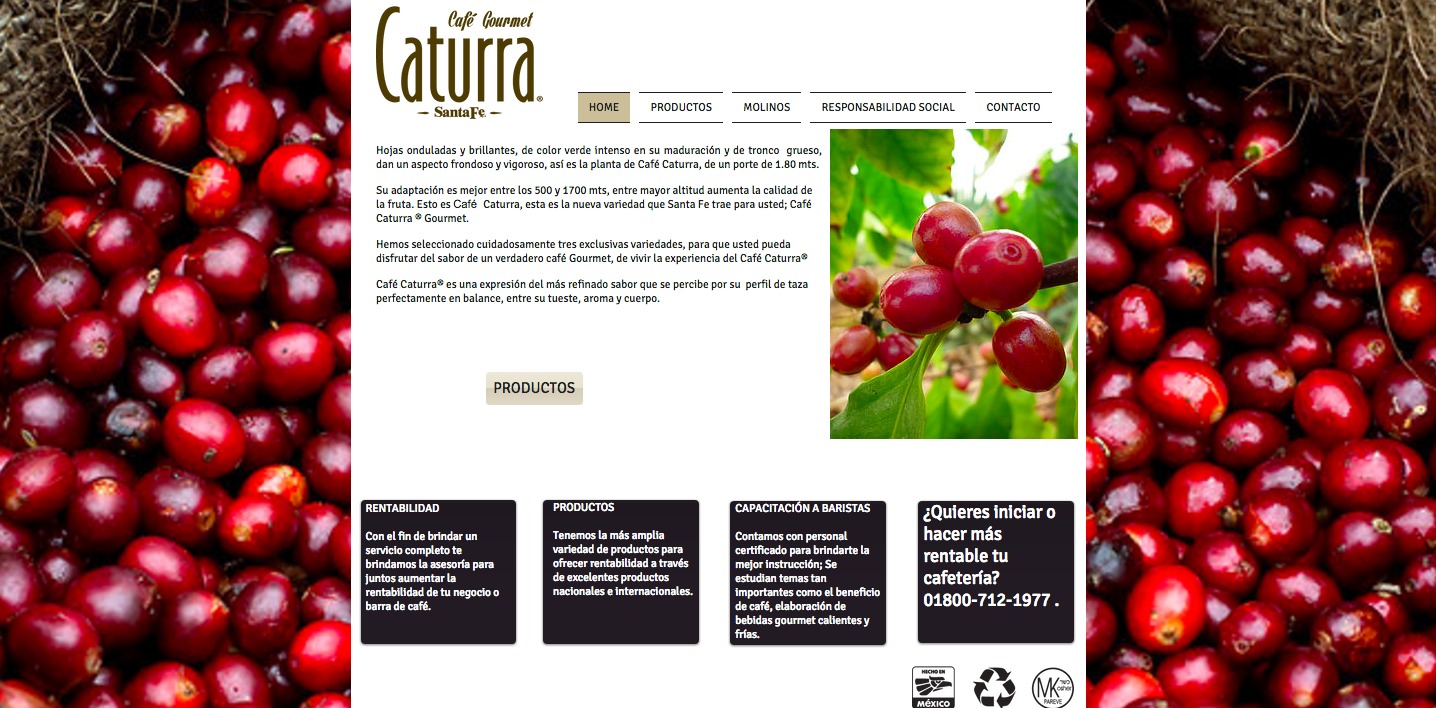 Café Gourmet
Caturra®
SantaFe
HOME
PRODUCTOS
MOLINOS
RESPONSABILIDAD SOCIAL
CONTACTO
Hojas onduladas y brillantes, de color verde intenso en su maduración y de tronco grueso,
dan un aspecto frondoso y vigoroso, así es la planta de Café Caturra, de un porte de 1.80 mts.
Su adaptación es mejor entre los 500 y 1700 mts, entre mayor altitud aumenta la calidad de
la fruta. Esto es Café Caturra, esta es la nueva variedad que Santa Fe trae para usted; Café
Caturra ® Gourmet.
Hemos seleccionado cuidadosamente tres exclusivas variedades, para que usted pueda
disfrutar del sabor de un verdadero café Gourmet, de vivir la experiencia del Café Caturra®
Café Caturra® es una expresión del más refinado sabor que se percibe por su perfil de taza
perfectamente en balance, entre su tueste, aroma y cuerpo.
PRODUCTOS
RENTABILIDAD
Con el fin de brindar un
servicio completo te
brindamos la asesoría para
juntos aumentar la
rentabilidad de tu negocio o
barra de café.
PRODUCTOS
Tenemos la más amplia
variedad de productos para
ofrecer rentabilidad a través
de excelentes productos
nacionales e internacionales.
CAPACITACIÓN A BARISTAS
Contamos con personal
certificado para brindarte la
mejor instrucción; Se
estudian temas tan
importantes como el beneficio
de café, elaboración de
bebidas gourmet calientes y
frías.
¿Quieres iniciar o
hacer más
rentable tu
cafetería?
01800-712-1977 .
HECHO EN
MÉXICO
MK
כשר
osher
PAREVE